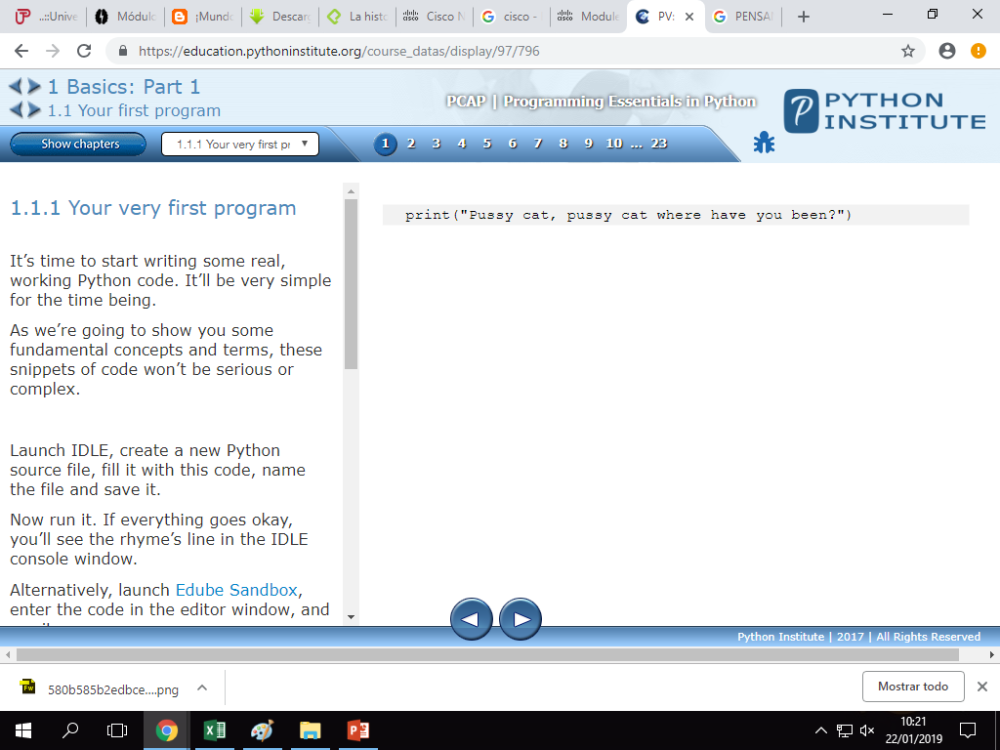 ..::Unive
Módulo
¡Mundo
Descar
La histo
Cisco N
cisco -
Module
PV:
PENSA
https://education.pythoninstitute.org/course_datas/display/97/796
1 Basics: Part 1
1.1 Your first program
PCAP | Programming Essentials in Python
PYTHON
INSTITUTE
Show chapters
1.1.1 Your very first pr
1 2 3 4 5 6 7 8 9 10 ... 23
1.1.1 Your very first program
It’s time to start writing some real,
working Python code. It’ll be very simple
for the time being.
As we’re going to show you some
fundamental concepts and terms, these
snippets of code won’t be serious or
complex.
Launch IDLE, create a new Python
source file, fill it with this code, name
the file and save it.
Now run it. If everything goes okay,
you’ll see the rhyme’s line in the IDLE
console window.
Alternatively, launch Edube Sandbox,
enter the code in the editor window, and
print("Pussy cat, pussy cat where have you been?")
Python Institute | 2017 | All Rights Reserved
580b585b2edbce....png
Mostrar todo
10:21
22/01/2019